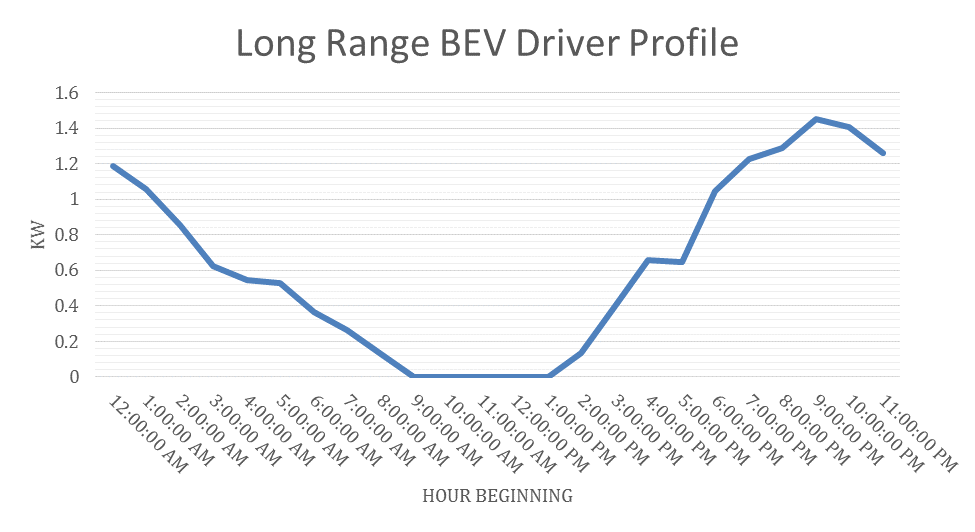 Long Range BEV Driver Profile
1.6
1.4
1.2
1
0.8
0.6
0.4
0.2
0
KW
12:00:00 AM
1:00:00 AM
2:00:00 AM
3:00:00 AM
4:00:00 AM
5:00:00 AM
6:00:00 AM
7:00:00 AM
8:00:00 AM
9:00:00 AM
10:00:00 AM
11:00:00 AM
12:00:00 PM
1:00:00 PM
2:00:00 PM
3:00:00 PM
4:00:00 PM
5:00:00 PM
6:00:00 PM
7:00:00 PM
8:00:00 PM
9:00:00 PM
10:00:00 PM
11:00:00 PM
HOUR BEGINNING